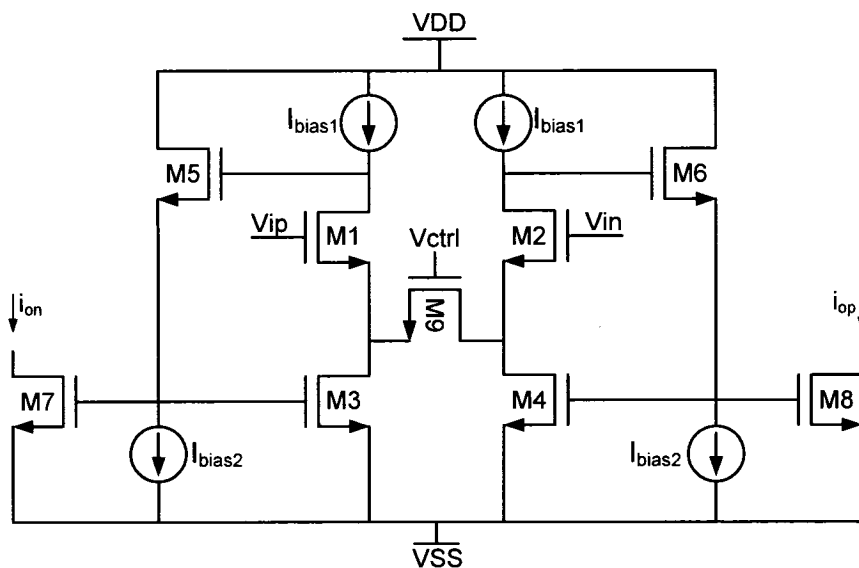 VDD
Ibias1
Ibias1
M5
M6
Vip
M1
Vctrl
M2
Vin
ion
M9
iop
M7
M3
M4
M8
Ibias2
Ibias2
VSS